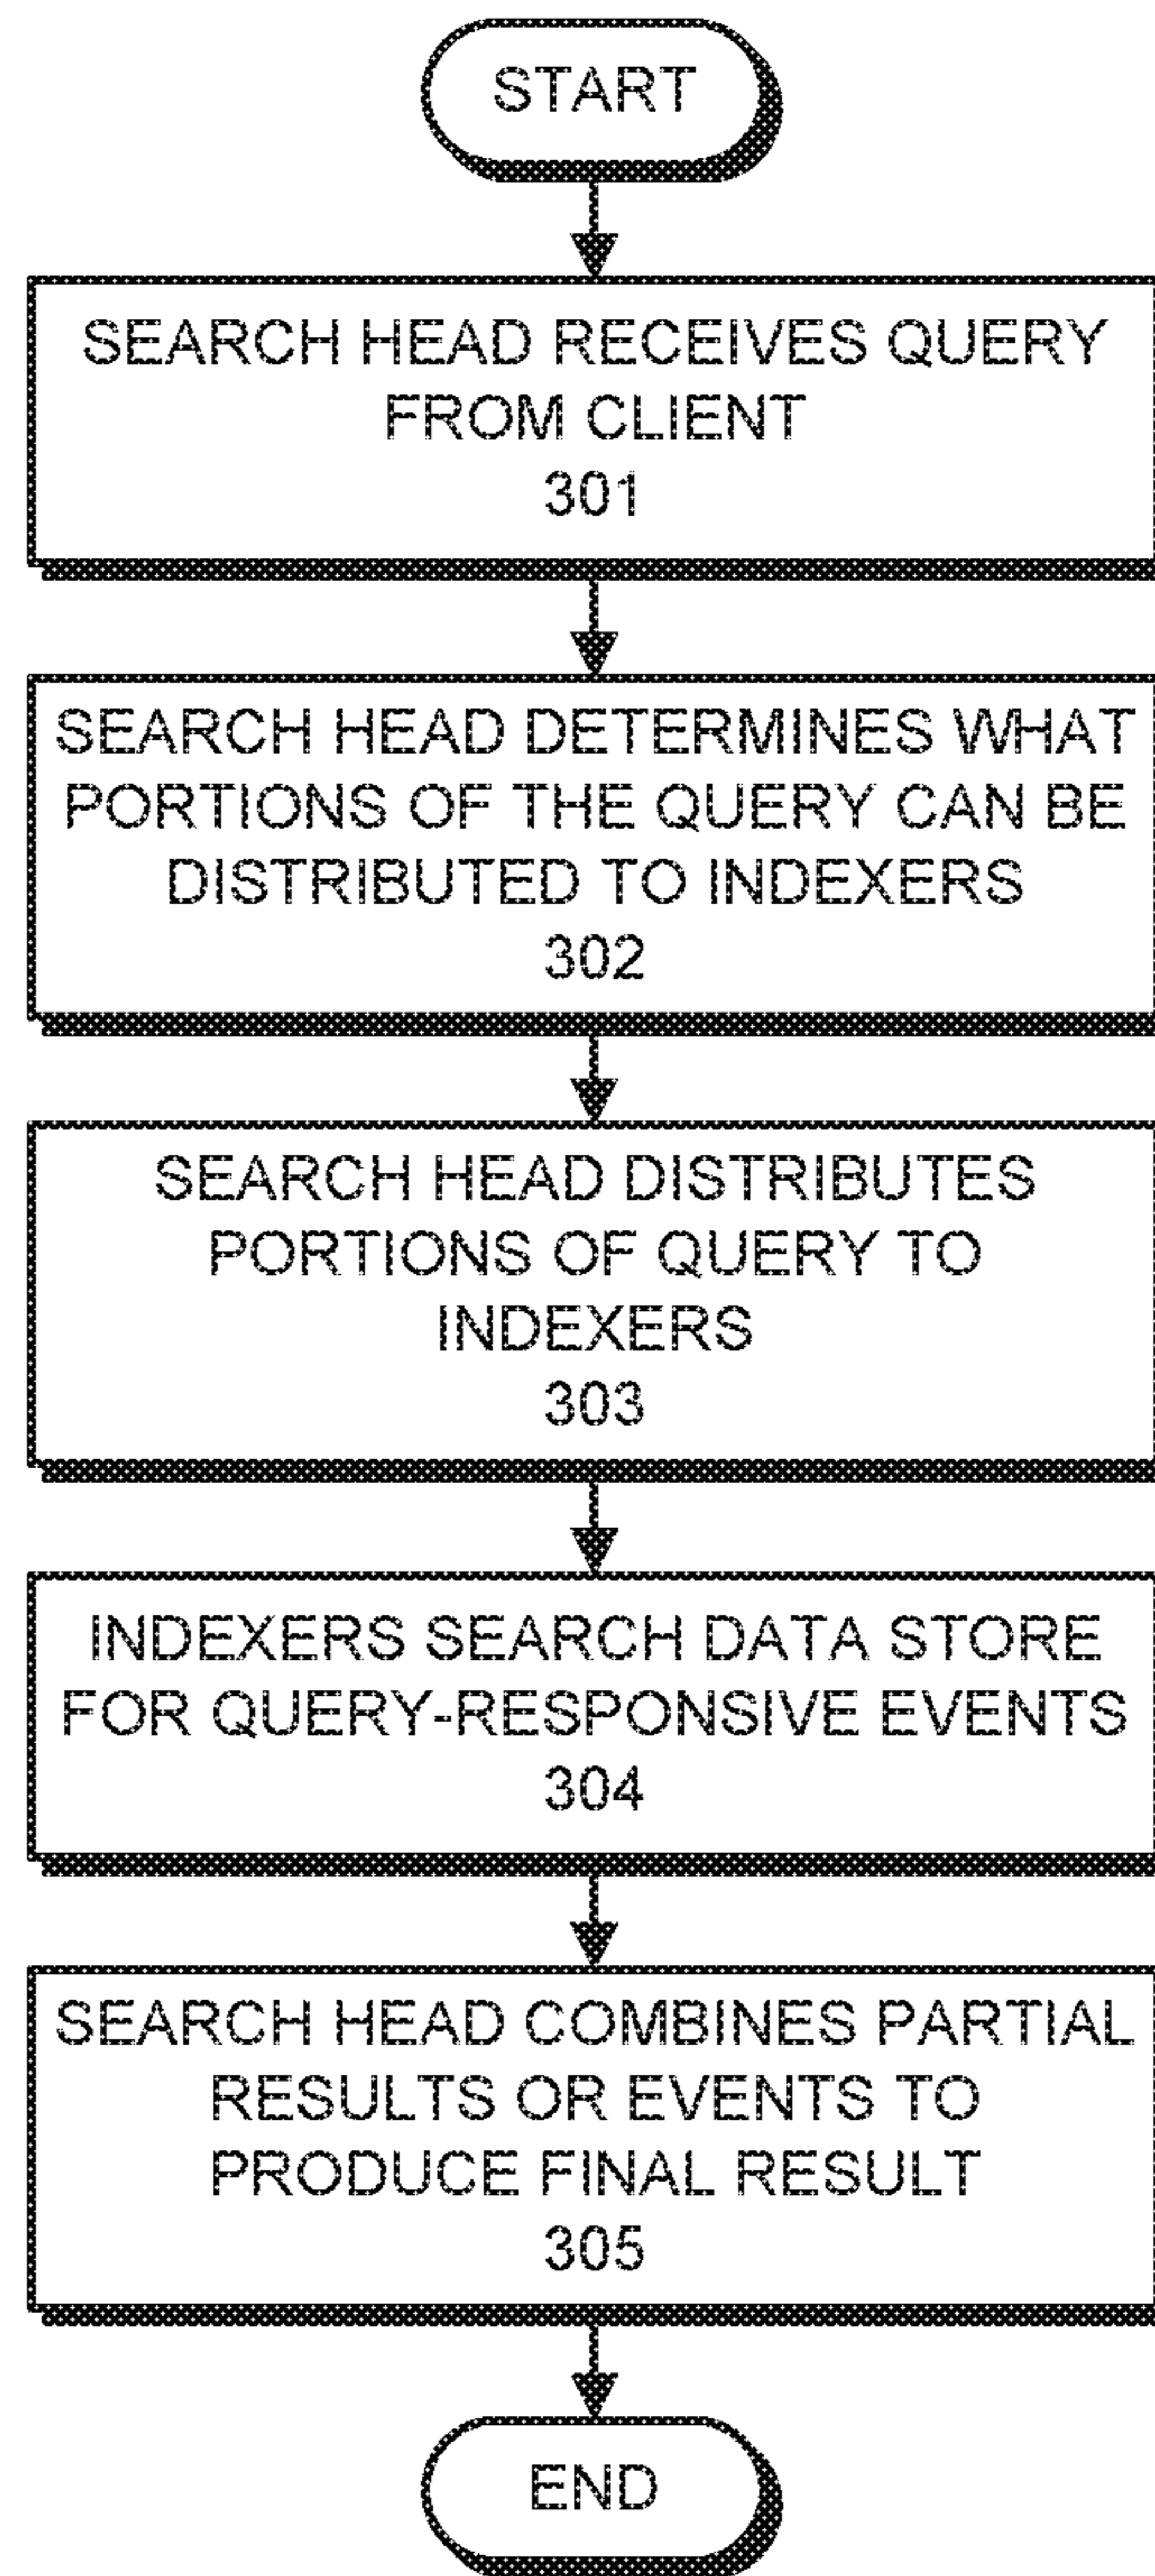 START
SEARCH HEAD RECEIVES QUERY
FROM CLIENT
301
SEARCH HEAD DETERMINES WHAT
PORTIONS OF THE QUERY CAN BE
DISTRIBUTED TO INDEXERS
302
SEARCH HEAD DISTRIBUTES
PORTIONS OF QUERY TO
INDEXERS
303
INDEXERS SEARCH DATA STORE
FOR QUERY-RESPONSIVE EVENTS
304
SEARCH HEAD COMBINES PARTIAL
RESULTS OR EVENTS TO
PRODUCE FINAL RESULT
305
END